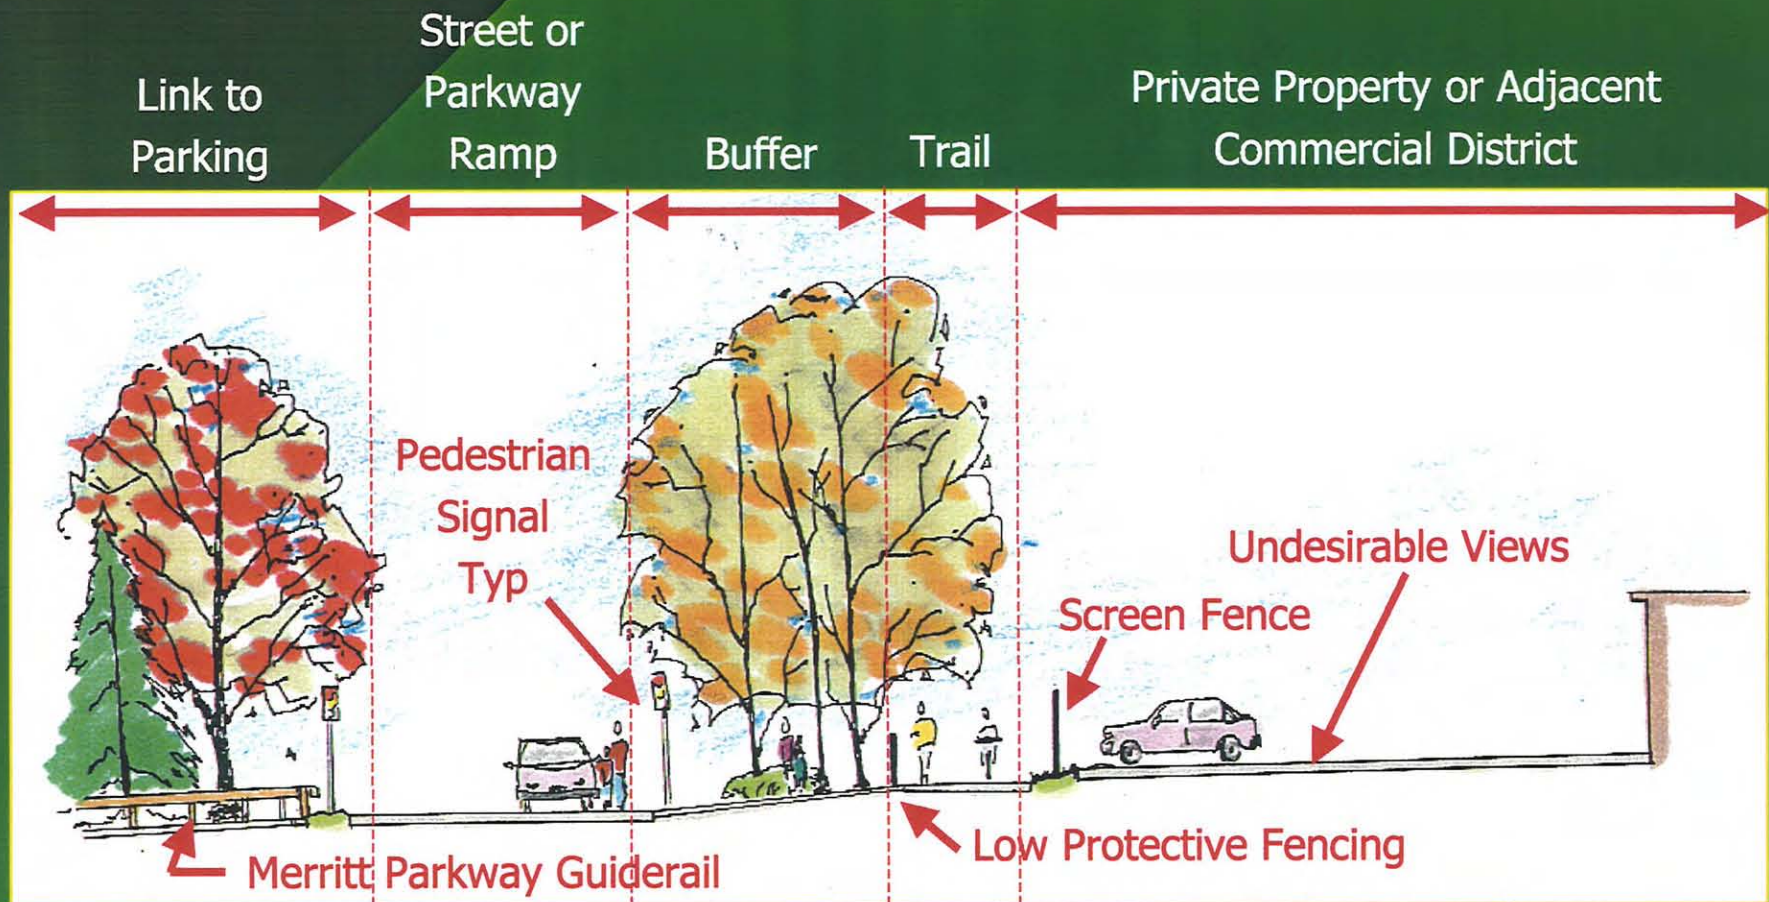 Link to
Parking
Street or
Parkway
Ramp
Buffer
Trail
Private Property or Adjacent
Commercial District
Pedestrian
Signal
Typ
Undesirable Views
Screen Fence
Low Protective Fencing
Merritt Parkway Guiderail